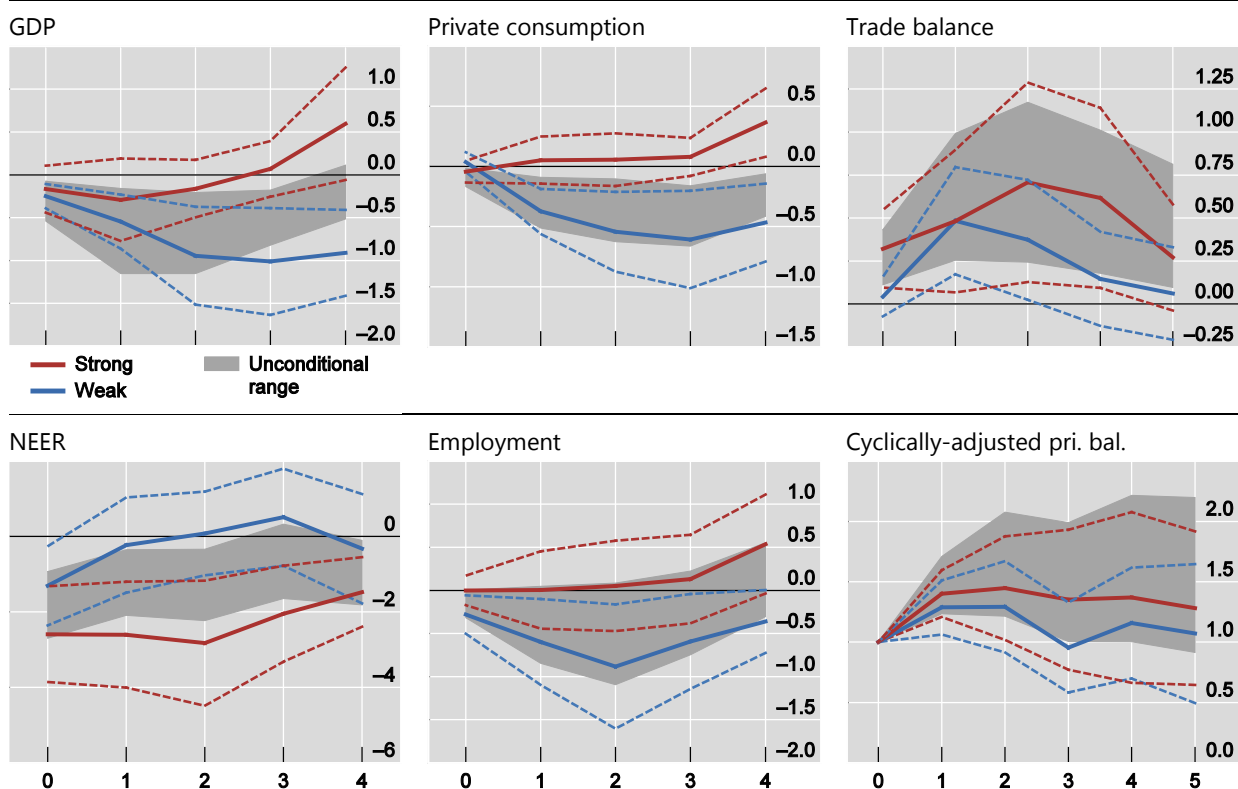 GDP
Private consumption
Trade balance
1.0
0.5
0.0
–0.5
–1.0
–1.5
–2.0
0.5
0.0
–0.5
–1.0
–1.5
1.25
1.00
0.75
0.50
0.25
0.00
–0.25
Strong
Weak
Unconditional
range
NEER
Employment
Cyclically-adjusted pri. bal.
0
–2
–4
–6
0 1 2 3 4
1.0
0.5
0.0
–0.5
–1.0
–1.5
–2.0
0 1 2 3 4
2.0
1.5
1.0
0.5
0.0
0 1 2 3 4 5